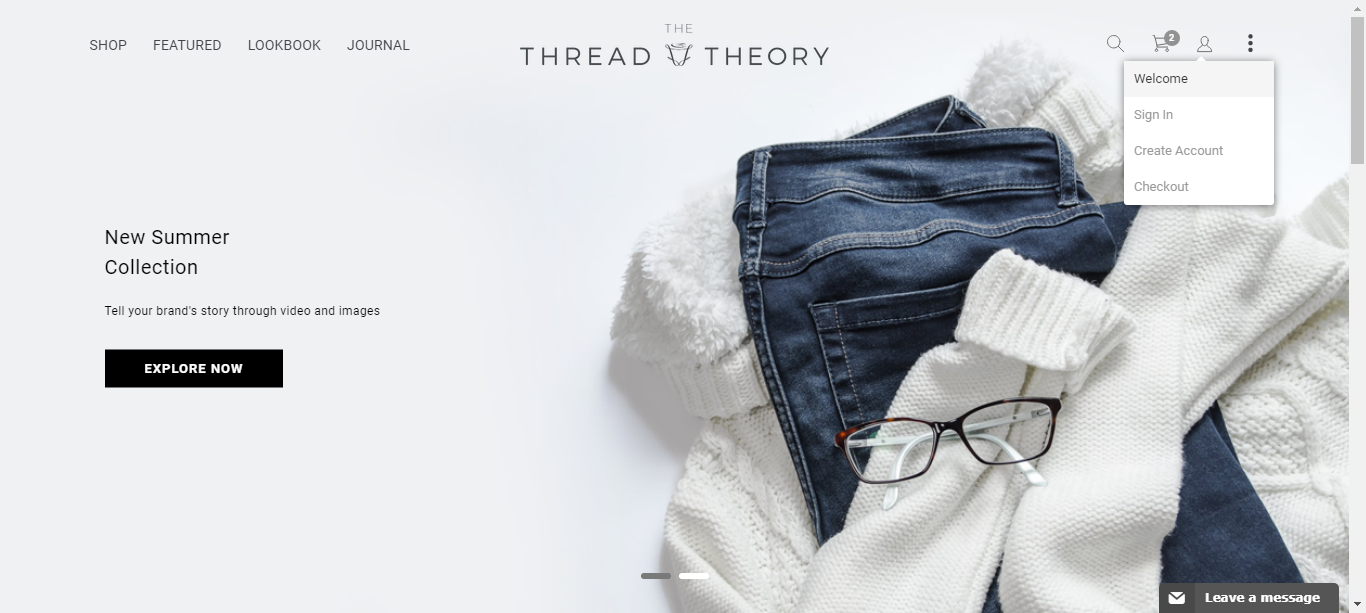 SHOP FEATURED LOOKBOOK JOURNAL
THE
THREAD THEORY
2
Welcome
Sign In
Create Account
Checkout
New Summer
Collection
Tell your brand's story through video and images
EXPLORE NOW
Leave a message